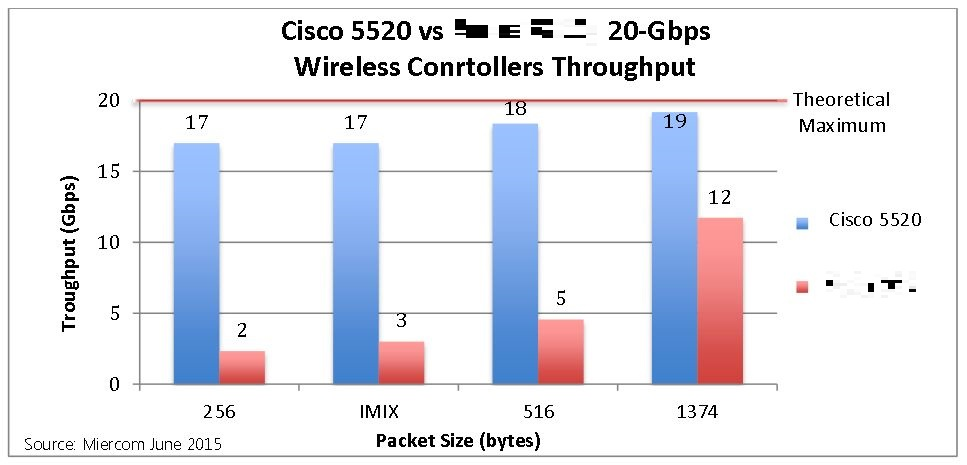 Cisco 5520 vs 20-Gbps
Wireless Conrtollers Throughput
20
15
10
5
0
Troughput (Gbps)
17
2
17
3
18
5
19
12
Theoretical
Maximum
Cisco 5520
256
IMIX
516
1374
Packet Size (bytes)
Source: Miercom June 2015